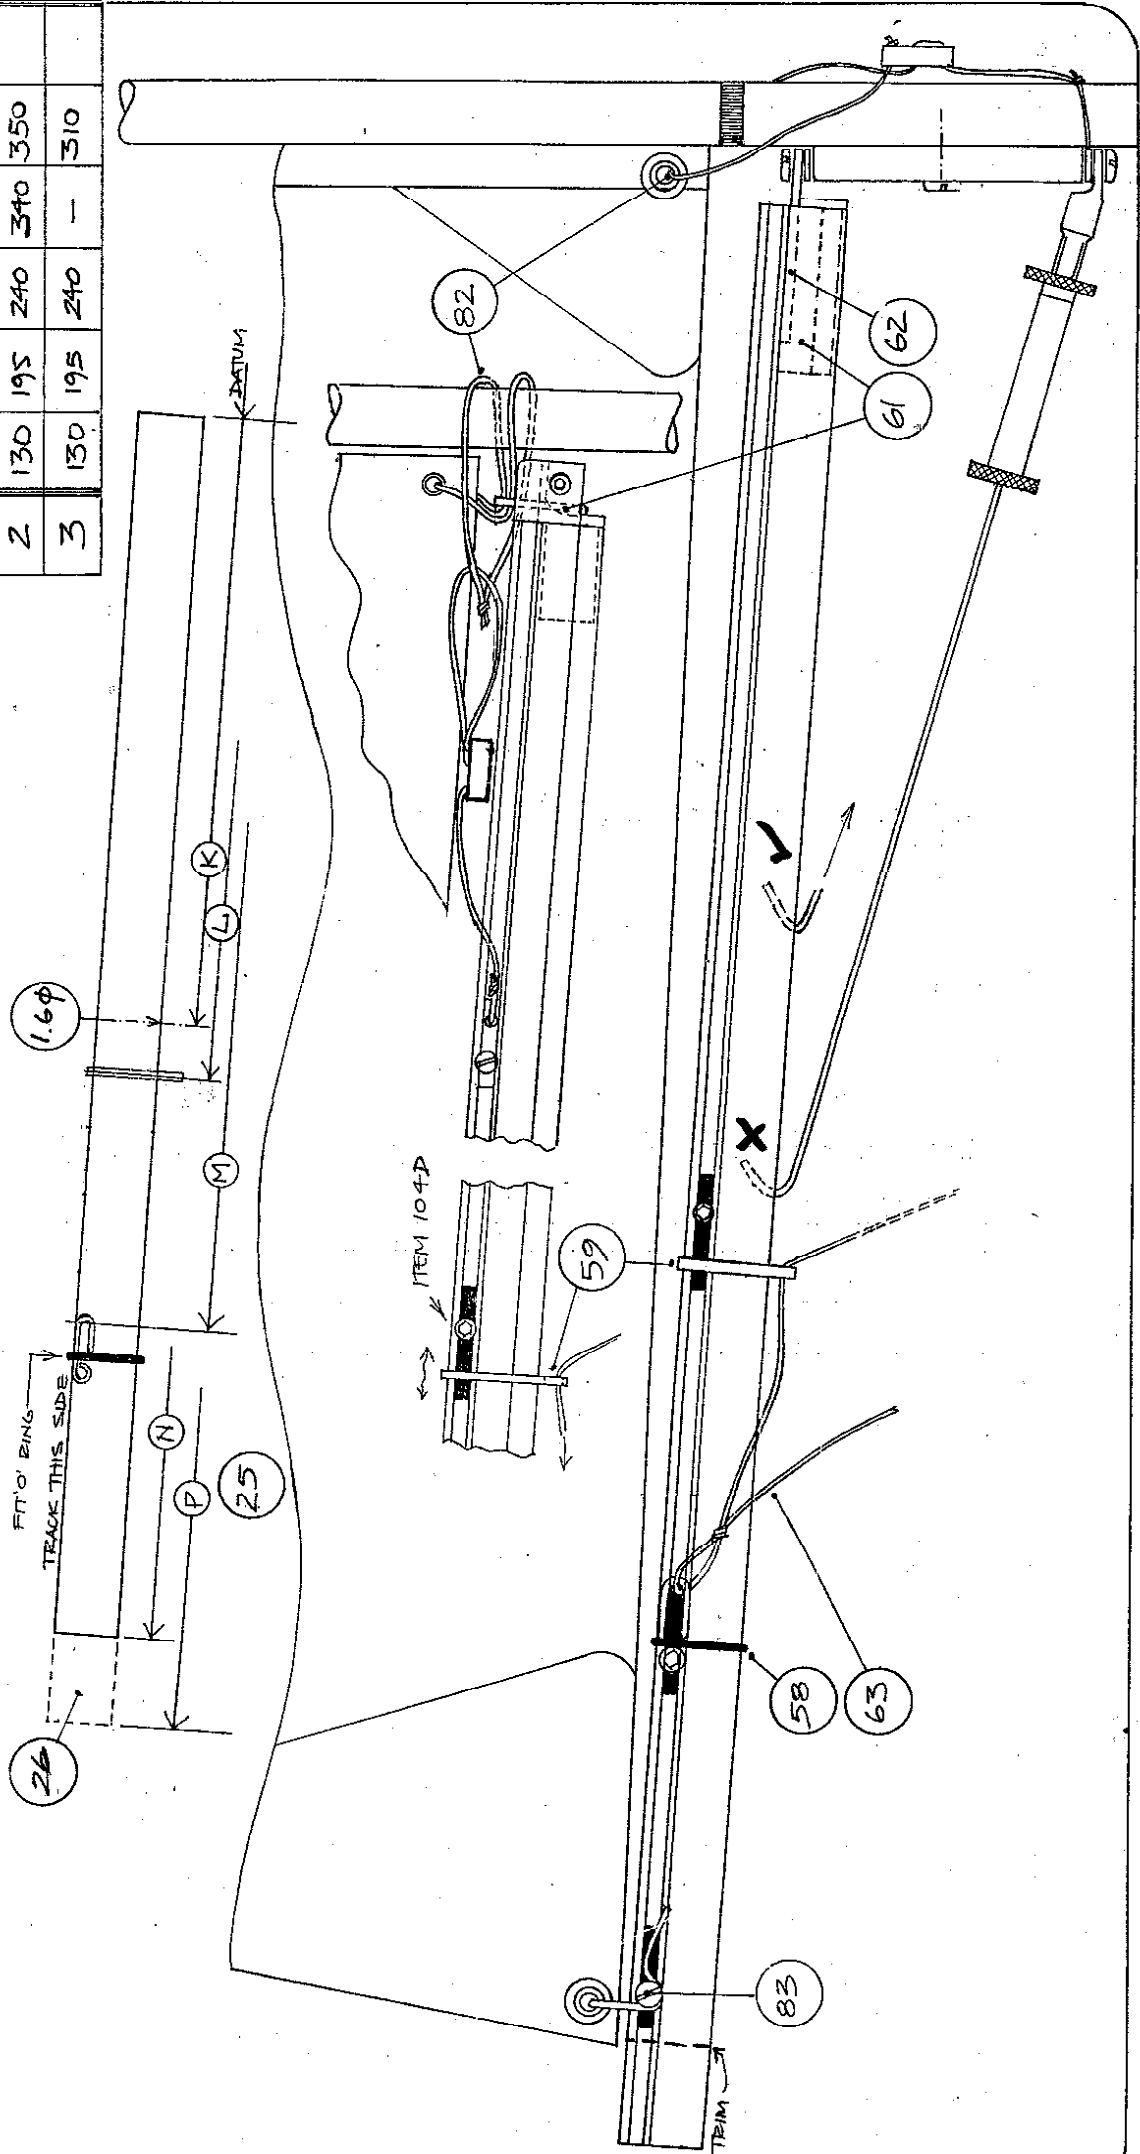 2 130 195 240 340 350
3 130 195 240 — 310
DATUM
K
L
M
N
P
1.6ϕ
FIT 'O' RING
TRACK THIS SIDE
25
26
82
62
61
ITEM 104D
59
✓
X
58
63
83
TRIM